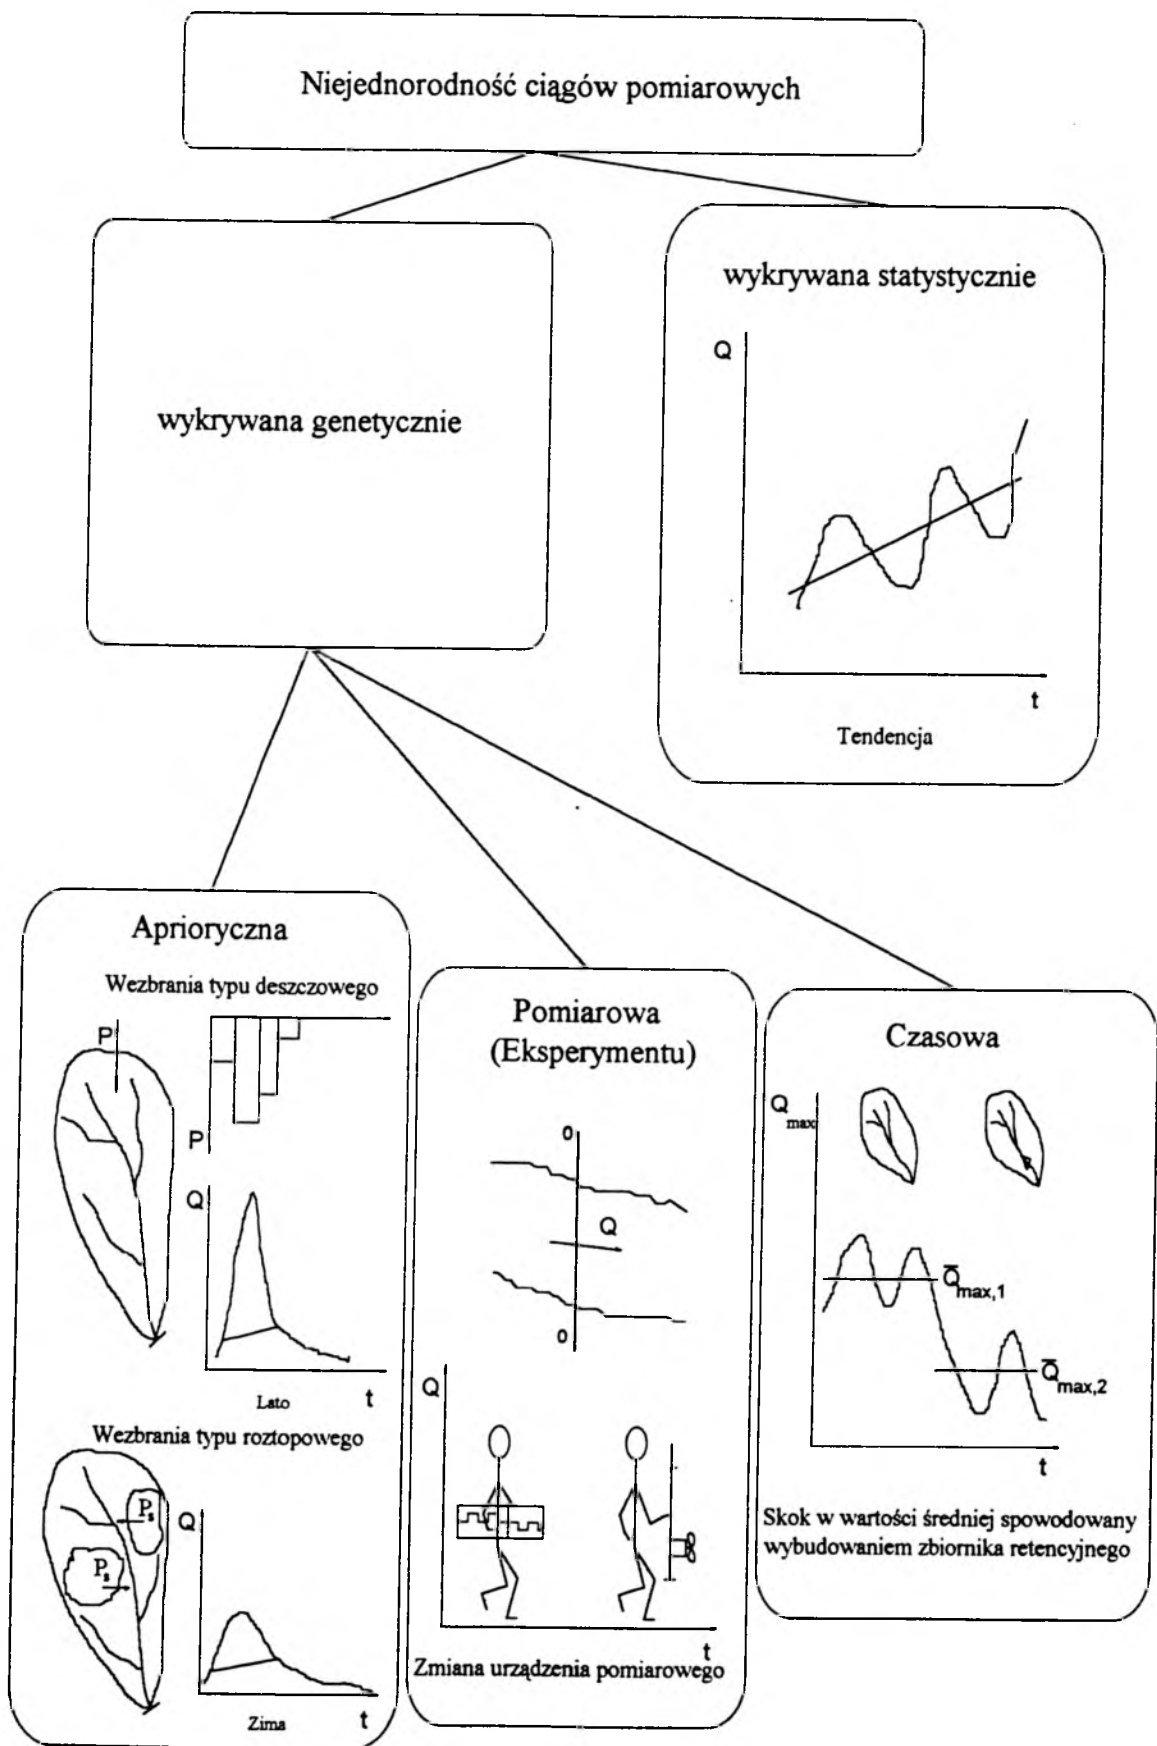 Niejednorodność ciągów pomiarowych
wykrywana genetycznie
wykrywana statystycznie
Q
t
Tendencja
Aprioryczna
Wezbrania typu deszczowego
P
P
Q
Lato
t
Wezbrania typu roztopowego
Ps
Ps
Q
Zima
t
Pomiarowa
(Eksperymentu)
0
Q
0
Q
t
Zmiana urządzenia pomiarowego
Czasowa
Qmax
Q̅max,1
Q̅max,2
t
Skok w wartości średniej spowodowany
wybudowaniem zbiornika retencyjnego